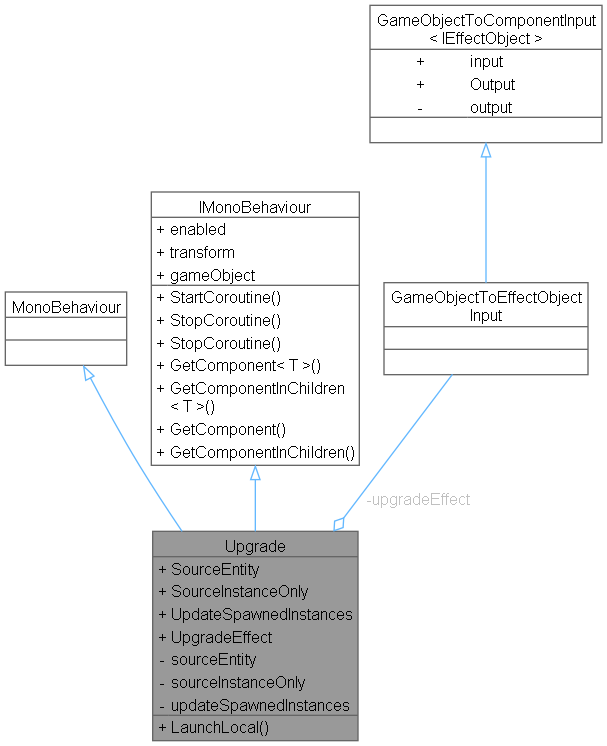 GameObjectToComponentInput
< IEffectObject >
+ input
+ Output
- output
IMonoBehaviour
+ enabled
+ transform
+ gameObject
+ StartCoroutine()
+ StopCoroutine()
+ StopCoroutine()
+ GetComponent< T >()
+ GetComponentInChildren
< T >()
+ GetComponent()
+ GetComponentInChildren()
MonoBehaviour
GameObjectToEffectObject
Input
-upgradeEffect
Upgrade
+ SourceEntity
+ SourceInstanceOnly
+ UpdateSpawnedInstances
+ UpgradeEffect
- sourceEntity
- sourceInstanceOnly
- updateSpawnedInstances
+ LaunchLocal()